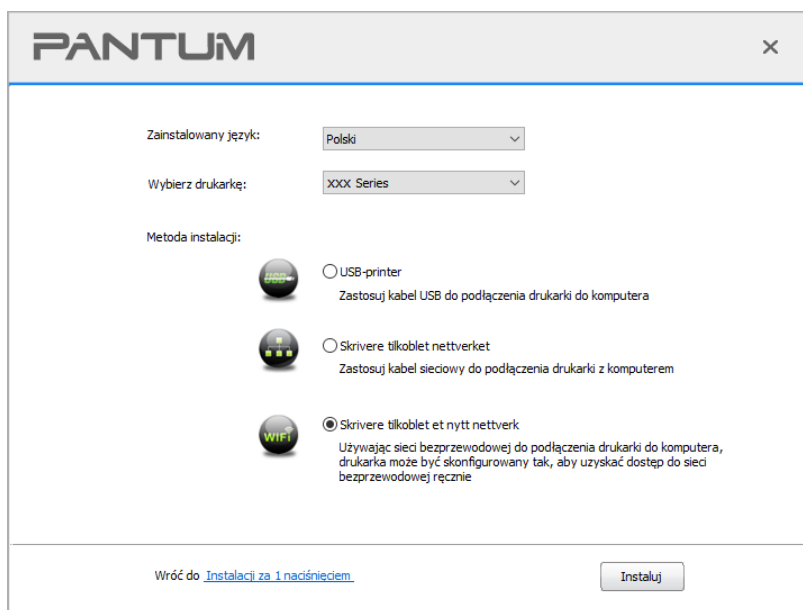 PANTUM
Zainstalowany język:
Polski
Wybierz drukarkę:
XXX Series
Metoda instalacji:
USB
USB-printer
Zastosuj kabel USB do podłączenia drukarki do komputera
Skrivere tilkoblet nettverket
Zastosuj kabel sieciowy do podłączenia drukarki z komputerem
WiFi
Skrivere tilkoblet et nytt nettverk
Używając sieci bezprzewodowej do podłączenia drukarki do komputera,
drukarka może być skonfigurowany tak, aby uzyskać dostęp do sieci
bezprzewodowej ręcznie
Wróć do Instalacji za 1 naciśnięciem
Instaluj